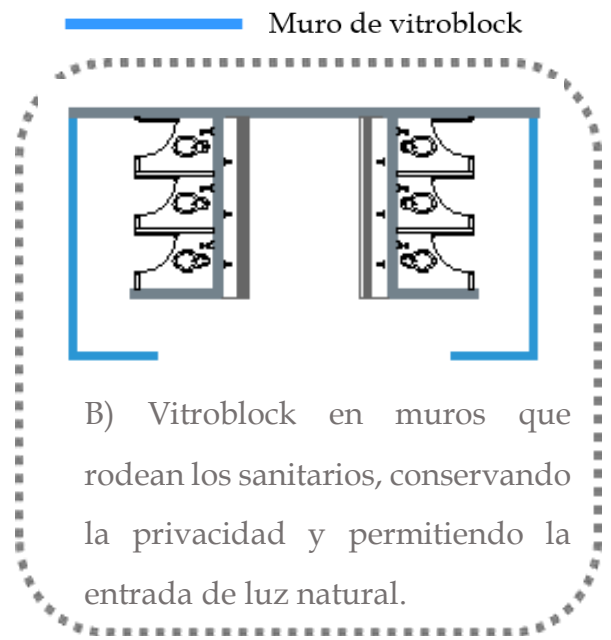 Muro de vitroblock
B) Vitroblock en muros que
rodean los sanitarios, conservando
la privacidad y permitiendo la
entrada de luz natural.